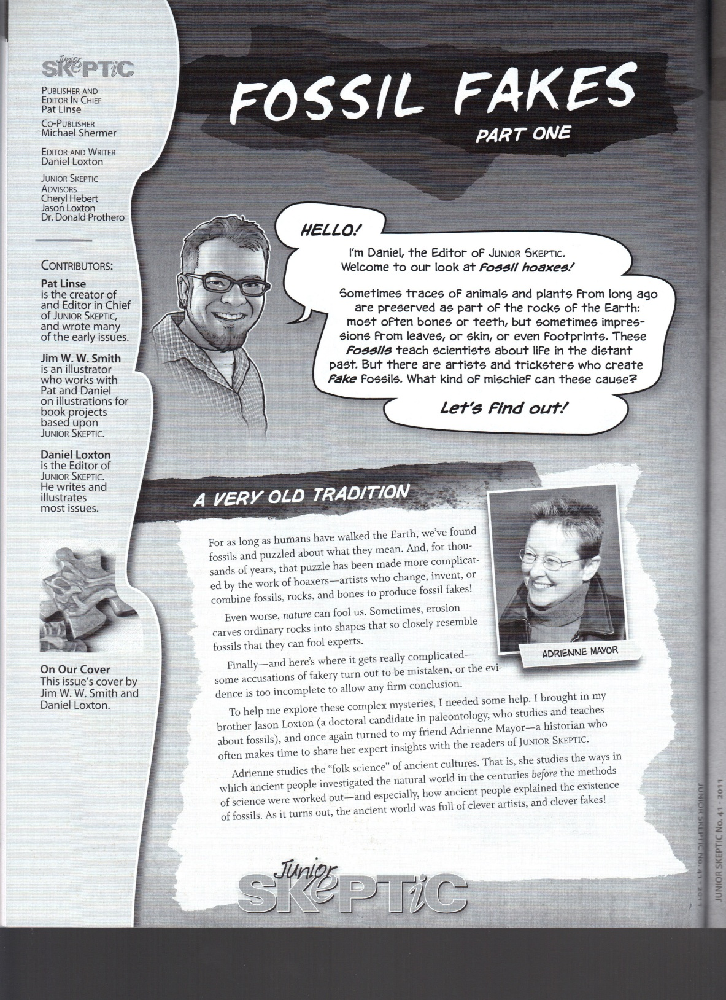 Junior
SKePTiC
PUBLISHER AND
EDITOR IN CHIEF
Pat Linse
CO-PUBLISHER
Michael Shermer
EDITOR AND WRITER
Daniel Loxton
JUNIOR SKEPTIC
ADVISORS
Cheryl Hebert
Jason Loxton
Dr. Donald Prothero
CONTRIBUTORS:
Pat Linse
is the creator of
and Editor in Chief
of JUNIOR SKEPTIC,
and wrote many
of the early issues.
Jim W. W. Smith
is an illustrator
who works with
Pat and Daniel
on illustrations for
book projects
based upon
JUNIOR SKEPTIC.
Daniel Loxton
is the Editor of
JUNIOR SKEPTIC.
He writes and
illustrates
most issues.
On Our Cover
This issue's cover by
Jim W. W. Smith and
Daniel Loxton.
FOSSIL FAKES
PART ONE
HELLO!
I'm Daniel, the Editor of JUNIOR SKEPTIC.
Welcome to our look at Fossil hoaxes!
Sometimes traces of animals and plants from long ago
are preserved as part of the rocks of the Earth:
most often bones or teeth, but sometimes impres-
sions from leaves, or skin, or even footprints. These
Fossils teach scientists about life in the distant
past. But there are artists and tricksters who create
Fake Fossils. What kind of mischief can these cause?
Let's Find out!
A VERY OLD TRADITION
For as long as humans have walked the Earth, we've found
fossils and puzzled about what they mean. And, for thou-
sands of years, that puzzle has been made more complicat-
ed by the work of hoaxers—artists who change, invent, or
combine fossils, rocks, and bones to produce fossil fakes!
Even worse, nature can fool us. Sometimes, erosion
carves ordinary rocks into shapes that so closely resemble
fossils that they can fool experts.
Finally—and here's where it gets really complicated—
some accusations of fakery turn out to be mistaken, or the evi-
dence is too incomplete to allow any firm conclusion.
To help me explore these complex mysteries, I needed some help. I brought in my
brother Jason Loxton (a doctoral candidate in paleontology, who studies and teaches
about fossils), and once again turned to my friend Adrienne Mayor—a historian who
often makes time to share her expert insights with the readers of JUNIOR SKEPTIC.
Adrienne studies the "folk science" of ancient cultures. That is, she studies the ways in
which ancient people investigated the natural world in the centuries before the methods
of science were worked out—and especially, how ancient people explained the existence
of fossils. As it turns out, the ancient world was full of clever artists, and clever fakes!
ADRIENNE MAYOR
Junior
SKePTiC
JUNIOR SKEPTIC No. 41 - 2011
JUNIOR SKEPTIC No. 41 - 2011